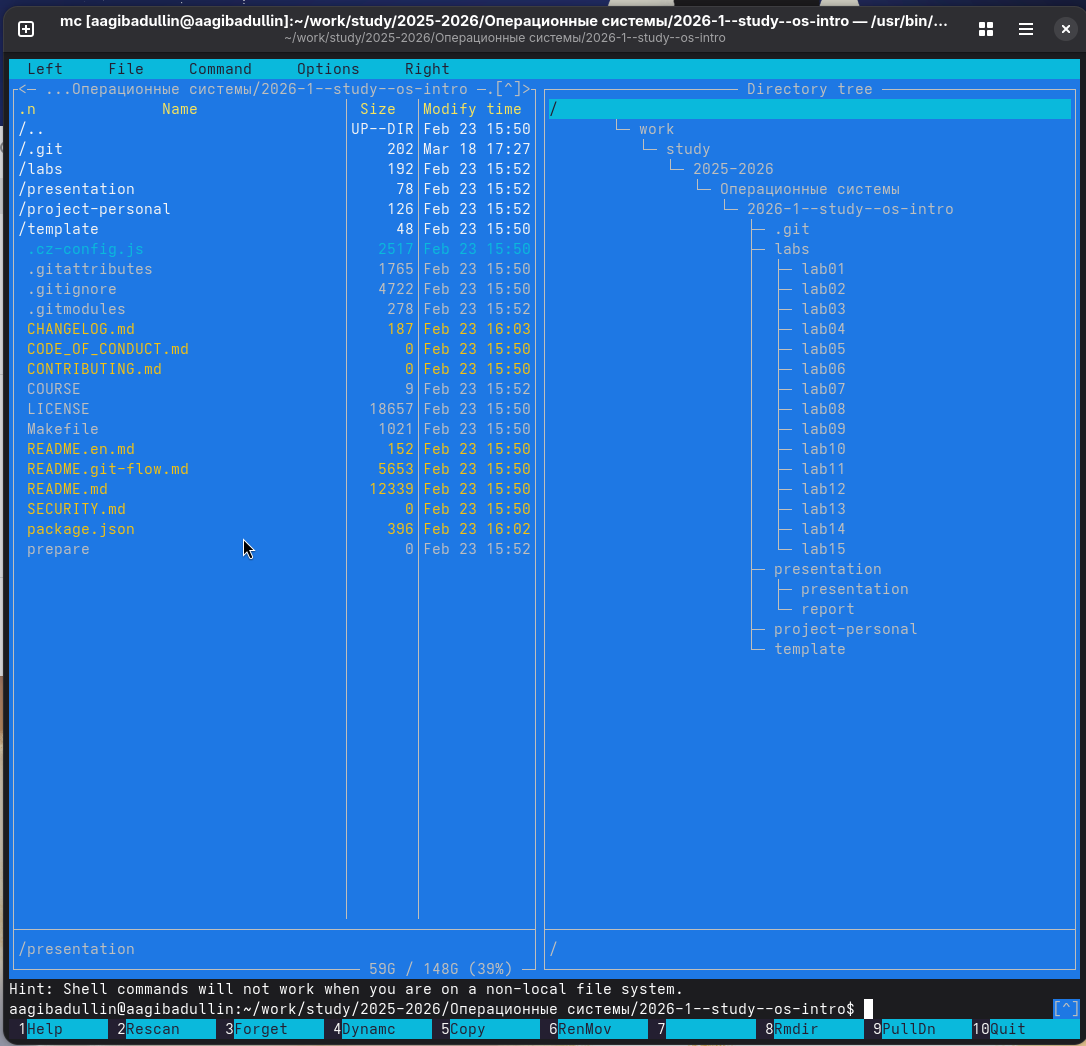 mc [aagibadullin@aagibadullin]:~/work/study/2025-2026/Операционные системы/2026-1--study--os-intro — /usr/bin/…
~/work/study/2025-2026/Операционные системы/2026-1--study--os-intro
Left File Command Options Right
<— ...Операционные системы/2026-1--study--os-intro —.[^]>
.n Name Size Modify time
/.. UP--DIR Feb 23 15:50
/.git 202 Mar 18 17:27
/labs 192 Feb 23 15:52
/presentation 78 Feb 23 15:52
/project-personal 126 Feb 23 15:52
/template 48 Feb 23 15:50
.cz-config.js 2517 Feb 23 15:50
.gitattributes 1765 Feb 23 15:50
.gitignore 4722 Feb 23 15:50
.gitmodules 278 Feb 23 15:52
CHANGELOG.md 187 Feb 23 16:03
CODE_OF_CONDUCT.md 0 Feb 23 15:50
CONTRIBUTING.md 0 Feb 23 15:50
COURSE 9 Feb 23 15:52
LICENSE 18657 Feb 23 15:50
Makefile 1021 Feb 23 15:50
README.en.md 152 Feb 23 15:50
README.git-flow.md 5653 Feb 23 15:50
README.md 12339 Feb 23 15:50
SECURITY.md 0 Feb 23 15:50
package.json 396 Feb 23 16:02
prepare 0 Feb 23 15:52
/presentation
59G / 148G (39%)
Directory tree
/
work
study
2025-2026
Операционные системы
2026-1--study--os-intro
.git
labs
lab01
lab02
lab03
lab04
lab05
lab06
lab07
lab08
lab09
lab10
lab11
lab12
lab13
lab14
lab15
presentation
presentation
report
project-personal
template
/
Hint: Shell commands will not work when you are on a non-local file system.
aagibadullin@aagibadullin:~/work/study/2025-2026/Операционные системы/2026-1--study--os-intro$ [^]
1Help 2Rescan 3Forget 4Dynamc 5Copy 6RenMov 7 8Rmdir 9PullDn 10Quit